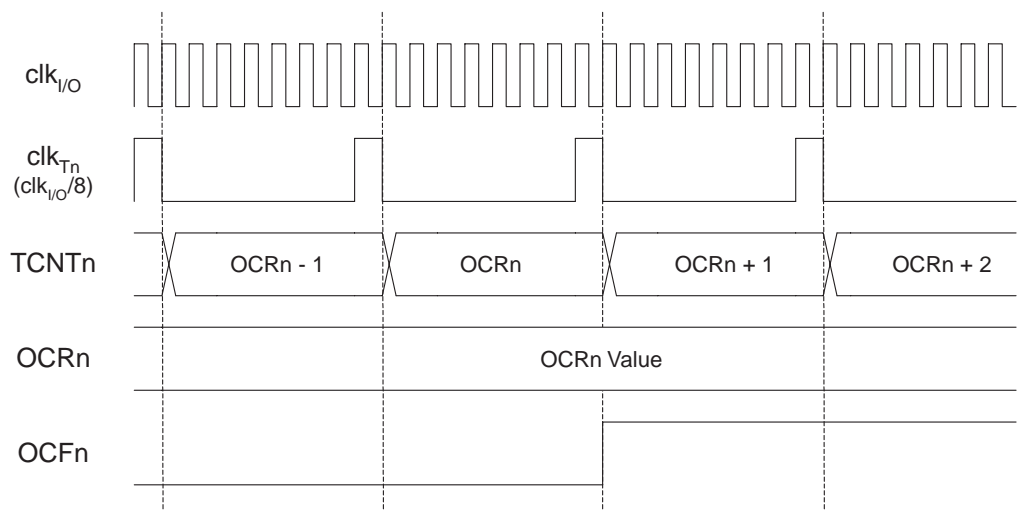 clkI/O
clkTn
(clkI/O/8)
TCNTn
OCRn - 1
OCRn
OCRn + 1
OCRn + 2
OCRn
OCRn Value
OCFn